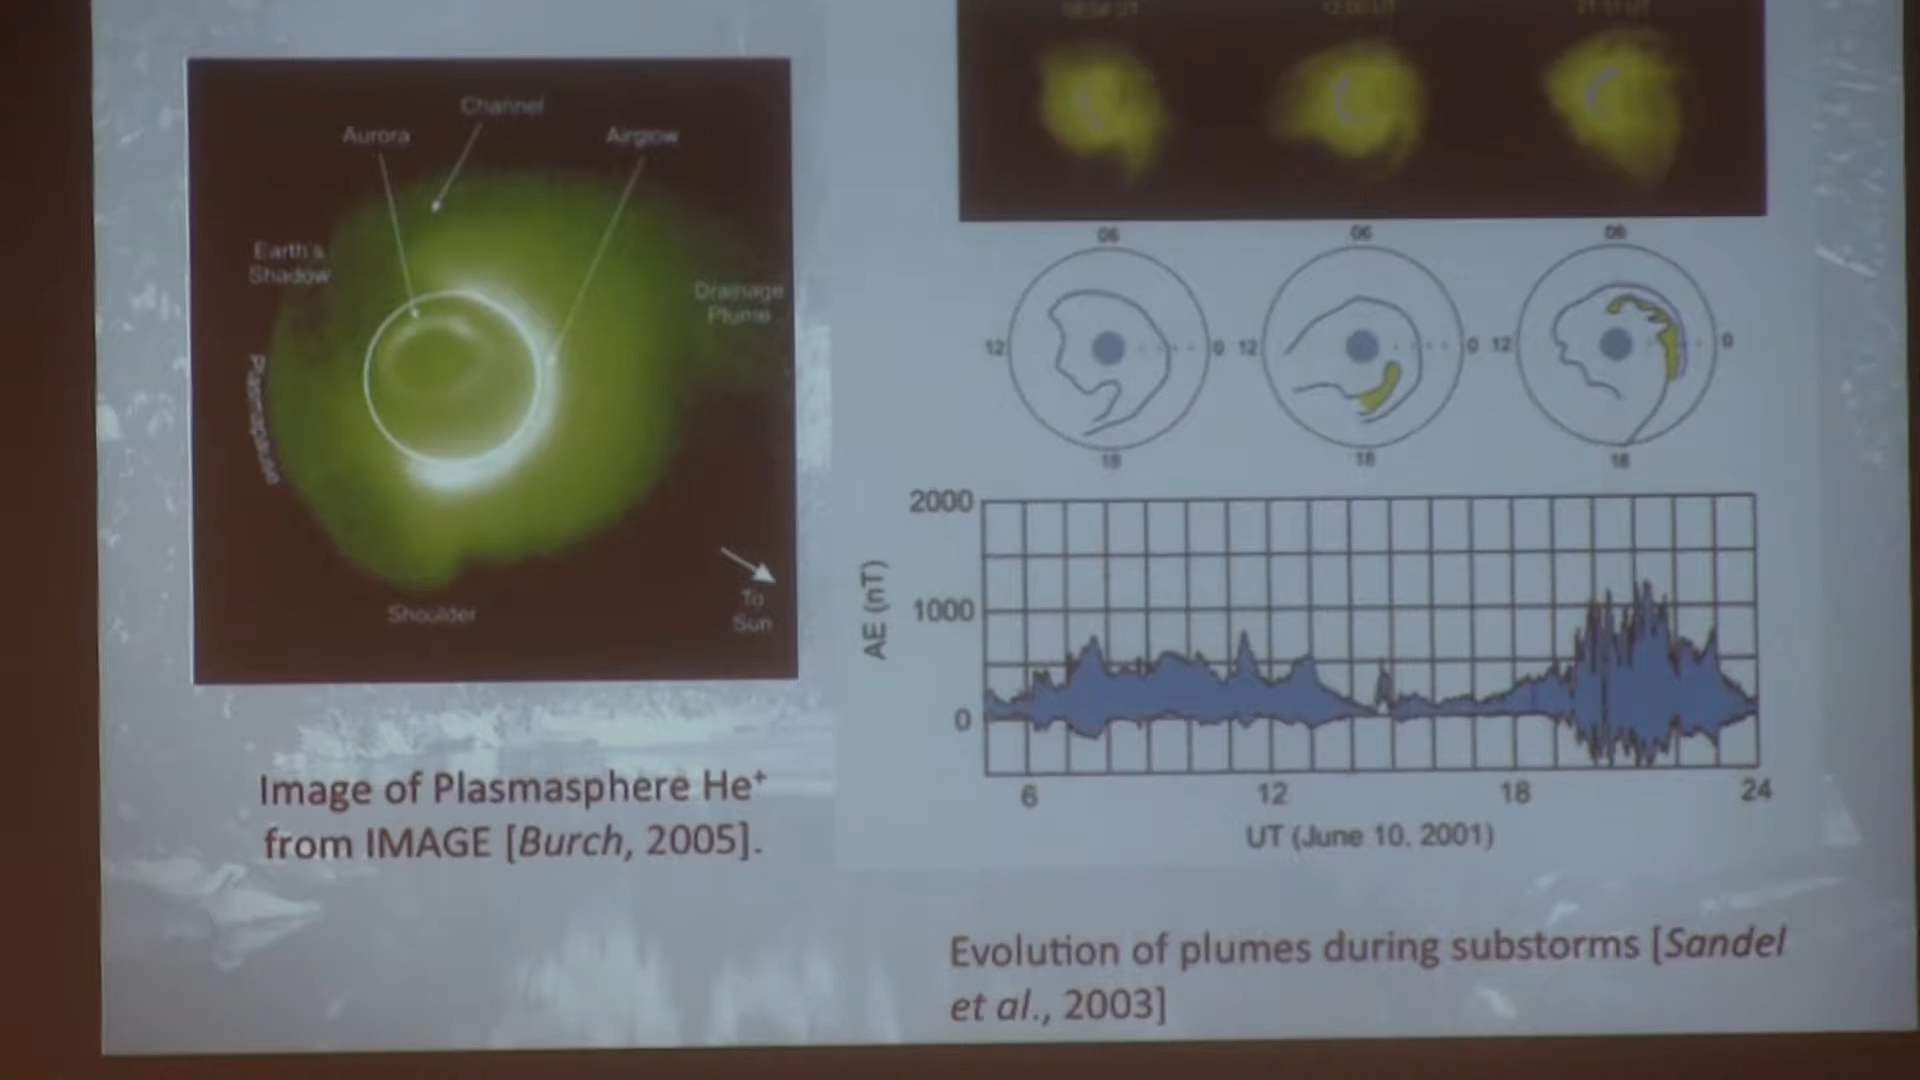 Channel
Aurora
Airglow
Earth's
Shadow
Drainage
Plume
Plasmapause
Shoulder
To
Sun
Image of Plasmasphere He+
from IMAGE [Burch, 2005].
06
06
06
12
0
12
0
12
0
18
18
18
2000
1000
0
AE (nT)
6
12
18
24
UT (June 10, 2001)
Evolution of plumes during substorms [Sandel
et al., 2003]